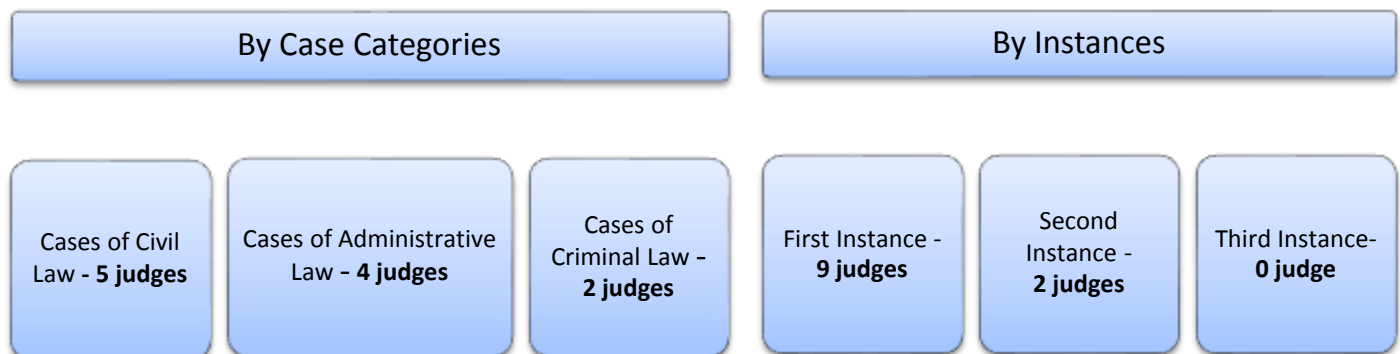 By Case Categories
By Instances
Cases of Civil
Law - 5 judges
Cases of Administrative
Law – 4 judges
Cases of
Criminal Law –
2 judges
First Instance -
9 judges
Second
Instance -
2 judges
Third Instance-
0 judge